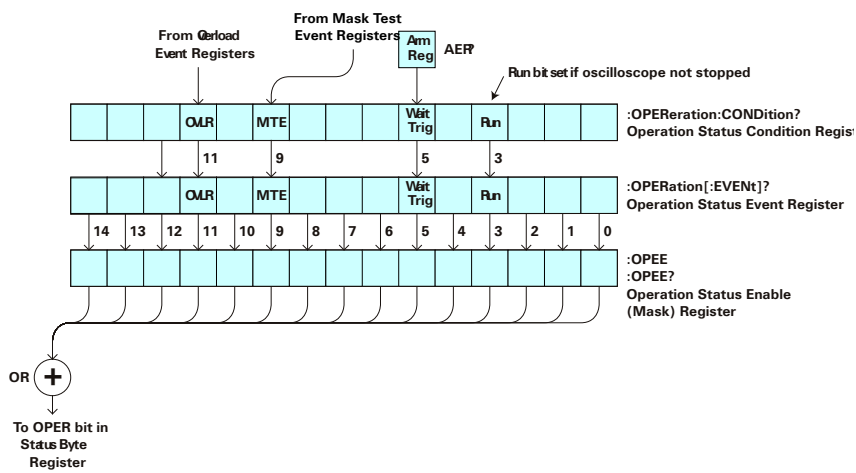 From Mask Test
Event Registers
From Overload
Event Registers
Arm
Reg
AER?
Run bit set if oscilloscope not stopped
OVLR
MTE
Wait
Trig
Run
:OPERation:CONDition?
Operation Status Condition Regist
11
9
5
3
OVLR
MTE
Wait
Trig
Run
:OPERation[:EVENt]?
Operation Status Event Register
14 13 12 11 10 9 8 7 6 5 4 3 2 1 0
:OPEE
:OPEE?
Operation Status Enable
(Mask) Register
OR
+
To OPER bit in
Status Byte
Register